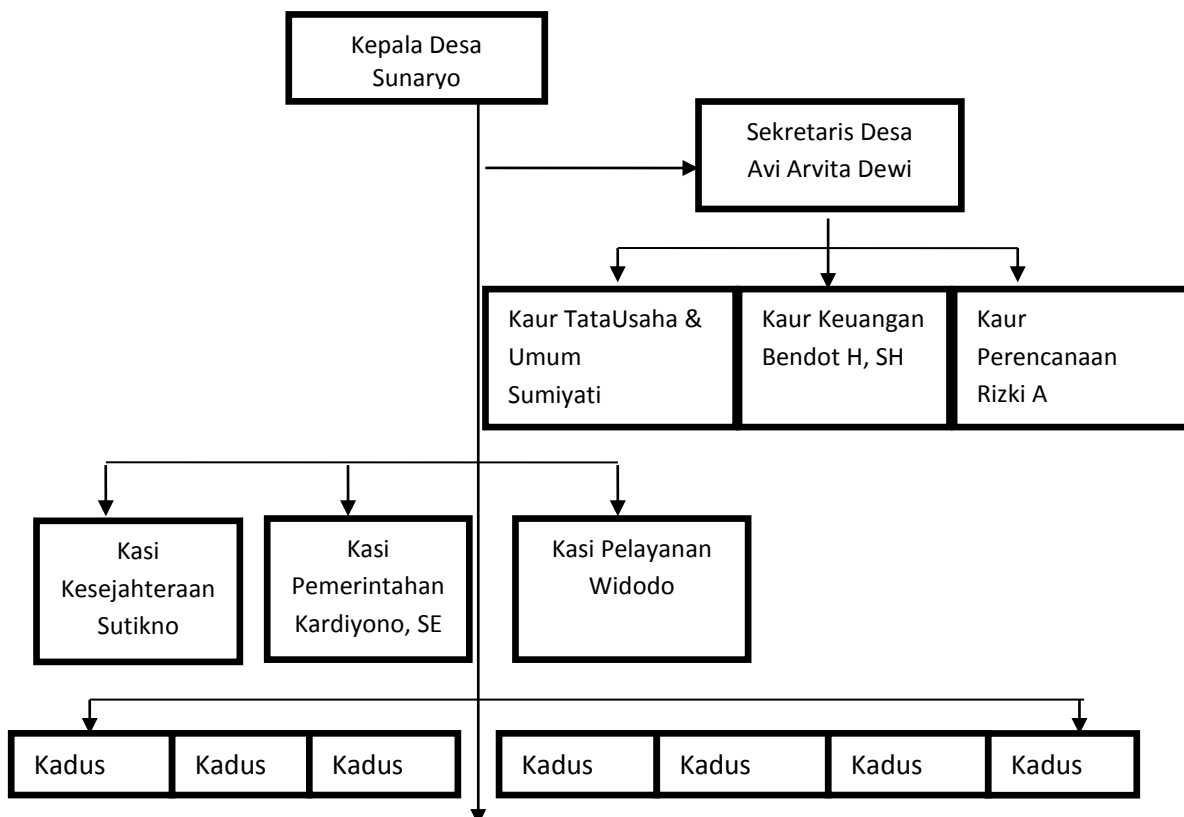 Kepala Desa
Sunaryo
Sekretaris Desa
Avi Arvita Dewi
Kaur TataUsaha &
Umum
Sumiyati
Kaur Keuangan
Bendot H, SH
Kaur
Perencanaan
Rizki A
Kasi
Kesejahteraan
Sutikno
Kasi
Pemerintahan
Kardiyono, SE
Kasi Pelayanan
Widodo
Kadus
Kadus
Kadus
Kadus
Kadus
Kadus
Kadus